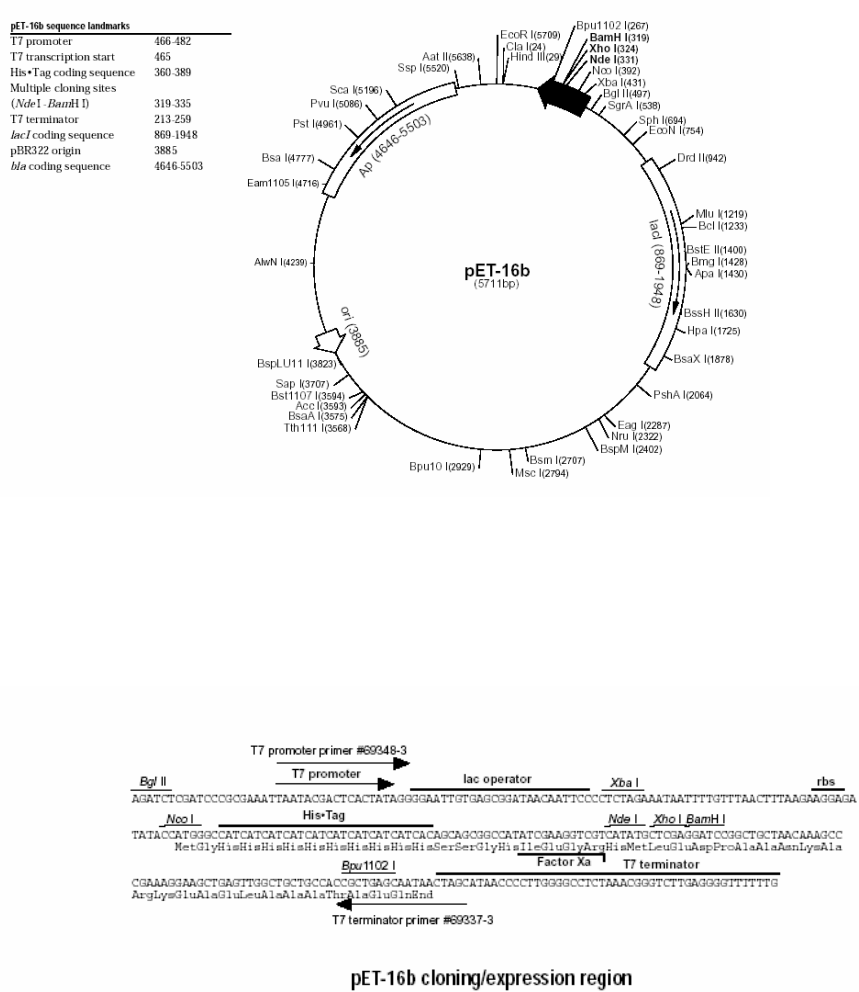 pET-16b sequence landmarks
T7 promoter 466-482
T7 transcription start 465
His•Tag coding sequence 360-389
Multiple cloning sites
(Nde I - BamH I) 319-335
T7 terminator 213-259
lacI coding sequence 869-1948
pBR322 origin 3885
bla coding sequence 4646-5503
Bpu1102 I(267)
BamH I(319)
Xho I(324)
Nde I(331)
Nco I(392)
Xba I(431)
Bgl II(497)
SgrA I(538)
Sph I(694)
EcoN I(754)
Drd II(942)
Mlu I(1219)
Bcl I(1233)
BstE II(1400)
Bmg I(1428)
Apa I(1430)
BssH II(1630)
Hpa I(1725)
BsaX I(1878)
PshA I(2064)
Eag I(2287)
Nru I(2322)
BspM I(2402)
Bsm I(2707)
Msc I(2794)
Bpu10 I(2929)
Tth111 I(3568)
BsaA I(3575)
Acc I(3593)
Bst1107 I(3594)
Sap I(3707)
BspLU11 I(3823)
AlwN I(4239)
Eam1105 I(4716)
Bsa I(4777)
Pst I(4961)
Pvu I(5086)
Sca I(5196)
Ssp I(5520)
Aat II(5638)
EcoR I(5709)
Cla I(24)
Hind III(29)
Ap (4646-5503)
lacI (869-1948)
ori (3885)
pET-16b
(5711bp)
T7 promoter primer #69348-3
Bgl II T7 promoter lac operator Xba I rbs
AGATCTCGATCCCGCGAAATTAATACGACTCACTATAGGGGAATTGTGAGCGGATAACAATTCCCCTCTAGAAATAATTTTGTTTAACTTTAAGAAGGAGA
Nco I His•Tag Nde I Xho I BamH I
TATACCATGGGCCATCATCATCATCATCATCATCATCATCACAGCAGCGGCCATATCGAAGGTCGTCATATGCTCGAGGATCCGGCTGCTAACAAAGCC
MetGlyHisHisHisHisHisHisHisHisHisHisSerSerGlyHisIleGluGlyArgHisMetLeuGluAspProAlaAlaAsnLysAla
Bpu1102 I Factor Xa T7 terminator
CGAAAGGAAGCTGAGTTGGCTGCTGCCACCGCTGAGCAATAACTAGCATAACCCCTTGGGGCCTCTAAACGGGTCTTGAGGGGTTTTTTG
ArgLysGluAlaGluLeuAlaAlaAlaThrAlaGluGlnEnd
T7 terminator primer #69337-3
pET-16b cloning/expression region